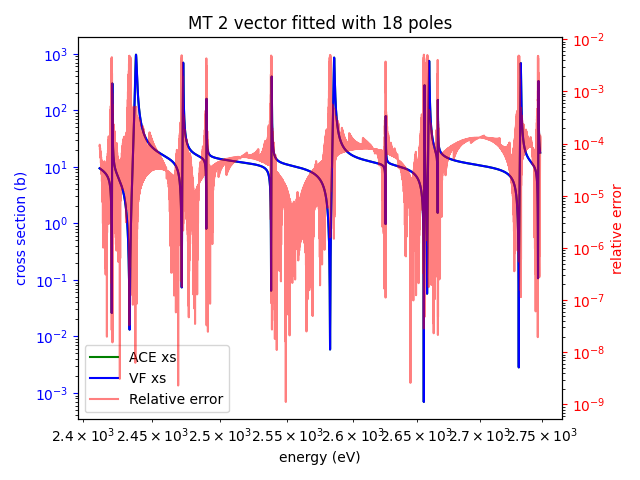 MT 2 vector fitted with 18 poles
10³
10²
10¹
10⁰
10⁻¹
10⁻²
10⁻³
cross section (b)
10⁻²
10⁻³
10⁻⁴
10⁻⁵
10⁻⁶
10⁻⁷
10⁻⁸
10⁻⁹
relative error
ACE xs
VF xs
Relative error
2.4 × 10³ 2.45 × 10³ 2.5 × 10³ 2.55 × 10³ 2.6 × 10³ 2.65 × 10³ 2.7 × 10³ 2.75 × 10³
energy (eV)